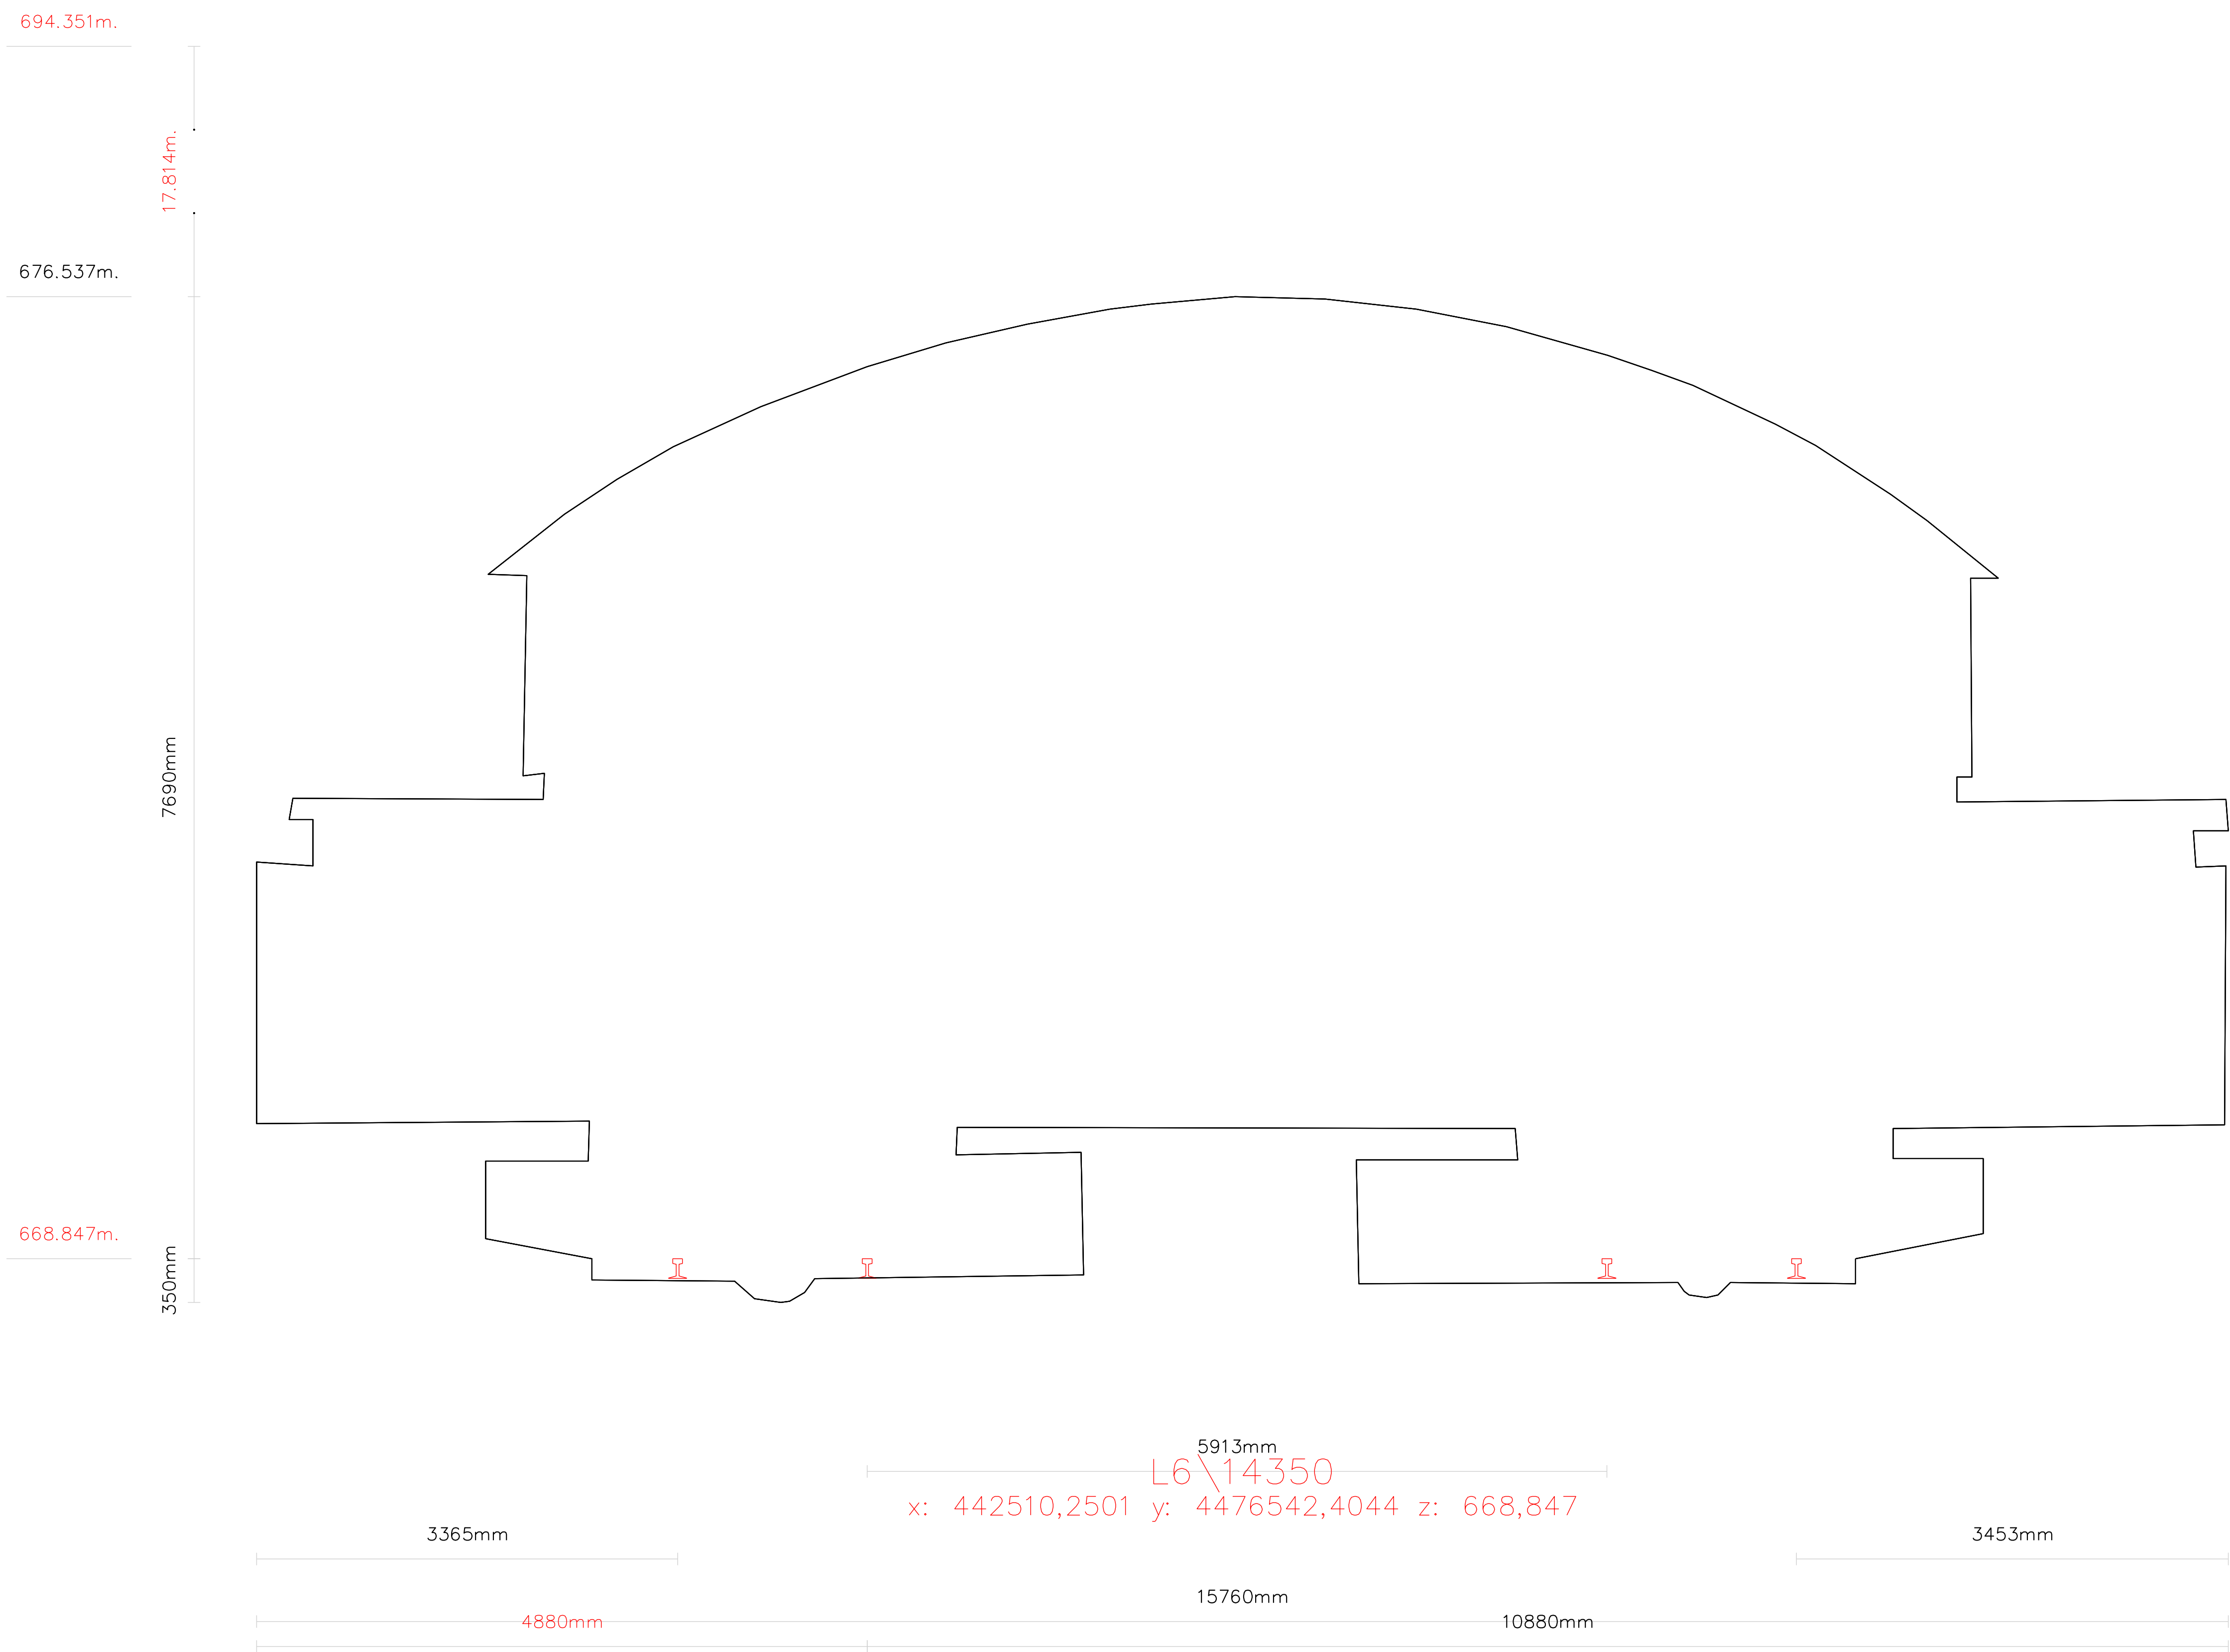 694.351m.
17.814m.
676.537m.
7690mm
668.847m.
350mm
5913mm
L6\14350
x: 442510,2501 y: 4476542,4044 z: 668,847
3365mm
3453mm
15760mm
4880mm
10880mm